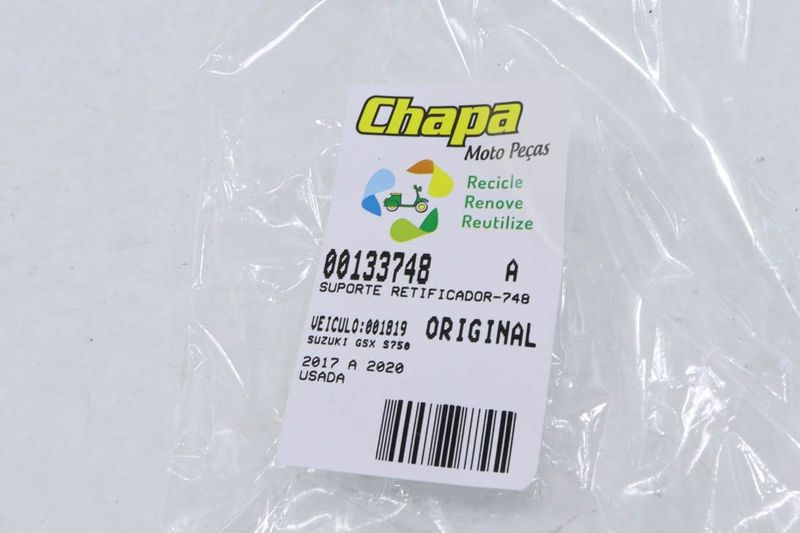 Chapa
Moto Peças
Recicle
Renove
Reutilize
00133748 A
SUPORTE RETIFICADOR-748
VEICULO:001819 ORIGINAL
SUZUKI GSX S750
2017 A 2020
USADA